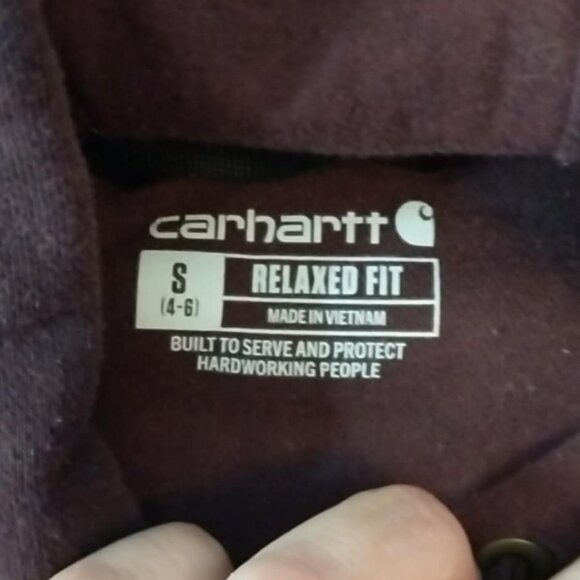 carhartt
S
(4-6)
RELAXED FIT
MADE IN VIETNAM
BUILT TO SERVE AND PROTECT
HARDWORKING PEOPLE